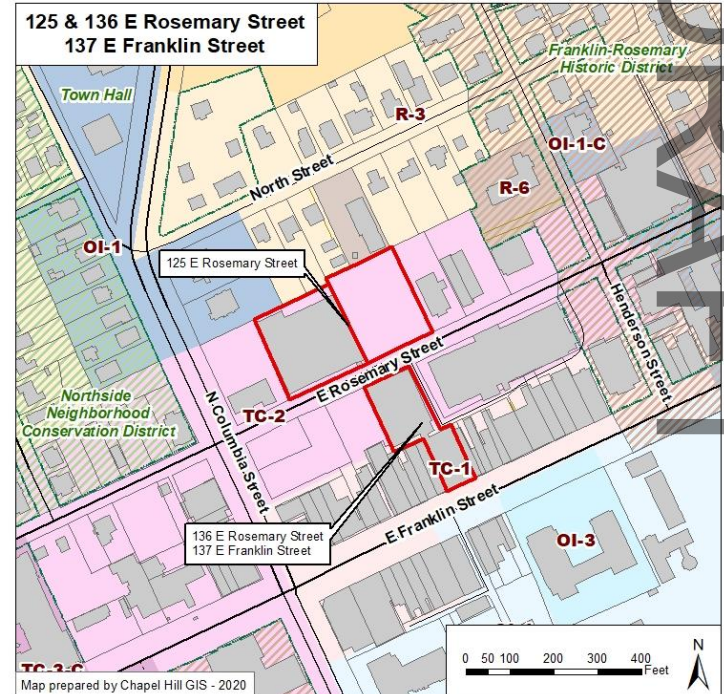 125 & 136 E Rosemary Street
137 E Franklin Street
Town Hall
Franklin-Rosemary
Historic District
R-3
OI-1-C
North Street
R-6
OI-1
125 E Rosemary Street
Henderson Street
E Rosemary Street
Northside
Neighborhood
Conservation District
N Columbia Street
TC-2
TC-1
E Franklin Street
136 E Rosemary Street
137 E Franklin Street
OI-3
TC-3-C
Map prepared by Chapel Hill GIS - 2020
0 50 100 200 300 400
Feet
N